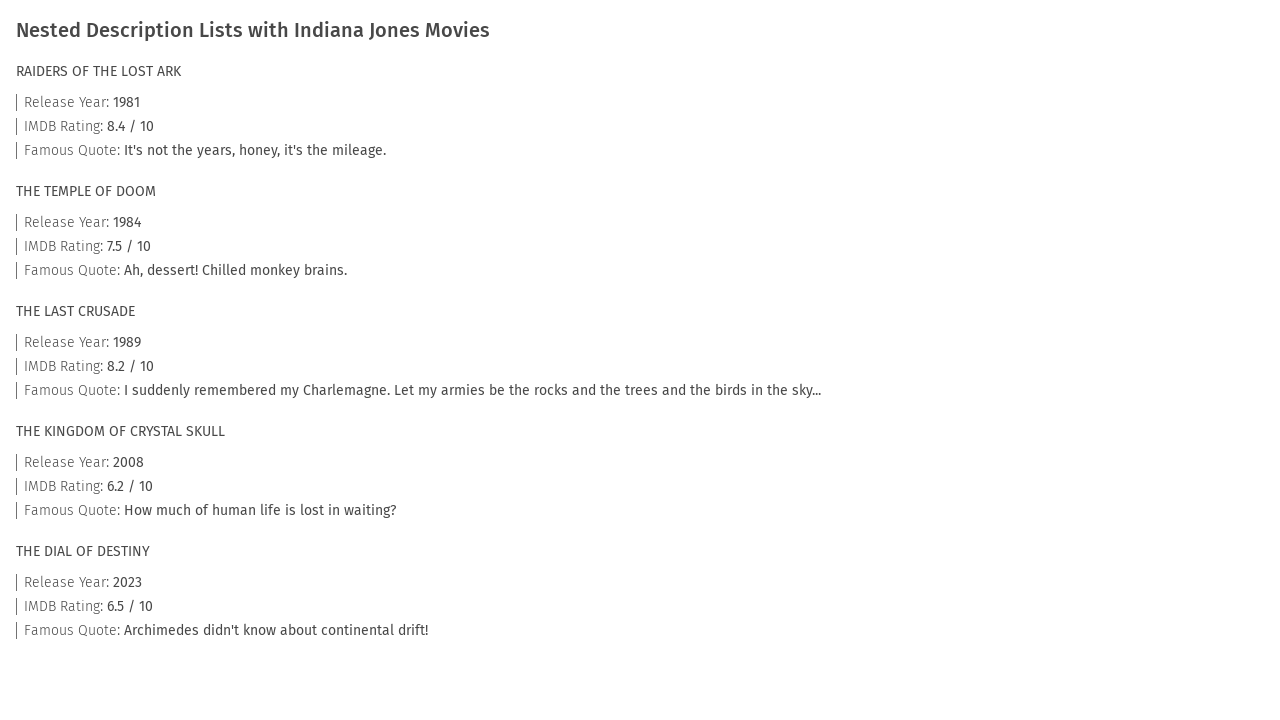 Nested Description Lists with Indiana Jones Movies
RAIDERS OF THE LOST ARK
Release Year: 1981
IMDB Rating: 8.4 / 10
Famous Quote: It's not the years, honey, it's the mileage.
THE TEMPLE OF DOOM
Release Year: 1984
IMDB Rating: 7.5 / 10
Famous Quote: Ah, dessert! Chilled monkey brains.
THE LAST CRUSADE
Release Year: 1989
IMDB Rating: 8.2 / 10
Famous Quote: I suddenly remembered my Charlemagne. Let my armies be the rocks and the trees and the birds in the sky...
THE KINGDOM OF CRYSTAL SKULL
Release Year: 2008
IMDB Rating: 6.2 / 10
Famous Quote: How much of human life is lost in waiting?
THE DIAL OF DESTINY
Release Year: 2023
IMDB Rating: 6.5 / 10
Famous Quote: Archimedes didn't know about continental drift!